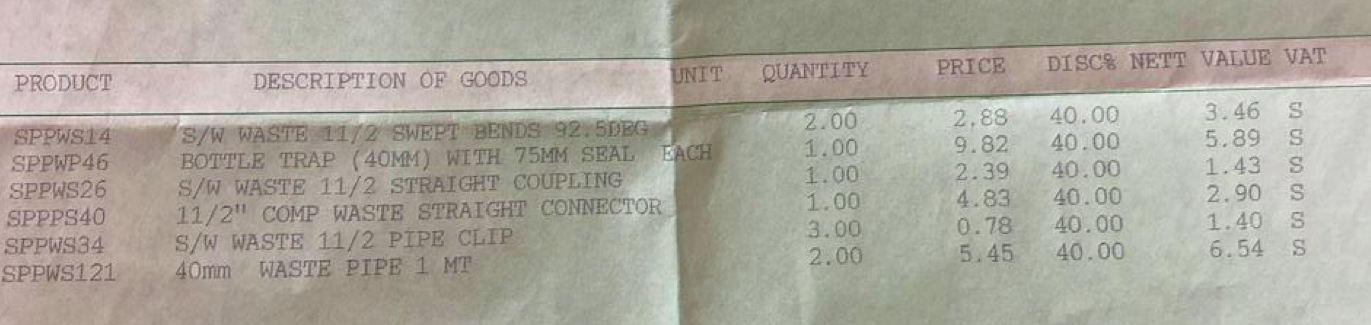 PRODUCT DESCRIPTION OF GOODS UNIT QUANTITY PRICE DISC% NETT VALUE VAT
SPPWS14 S/W WASTE 11/2 SWEPT BENDS 92.5DEG 2.00 2.88 40.00 3.46 S
SPPWP46 BOTTLE TRAP (40MM) WITH 75MM SEAL EACH 1.00 9.82 40.00 5.89 S
SPPWS26 S/W WASTE 11/2 STRAIGHT COUPLING 1.00 2.39 40.00 1.43 S
SPPPS40 11/2" COMP WASTE STRAIGHT CONNECTOR 1.00 4.83 40.00 2.90 S
SPPWS34 S/W WASTE 11/2 PIPE CLIP 3.00 0.78 40.00 1.40 S
SPPWS121 40mm WASTE PIPE 1 MT 2.00 5.45 40.00 6.54 S